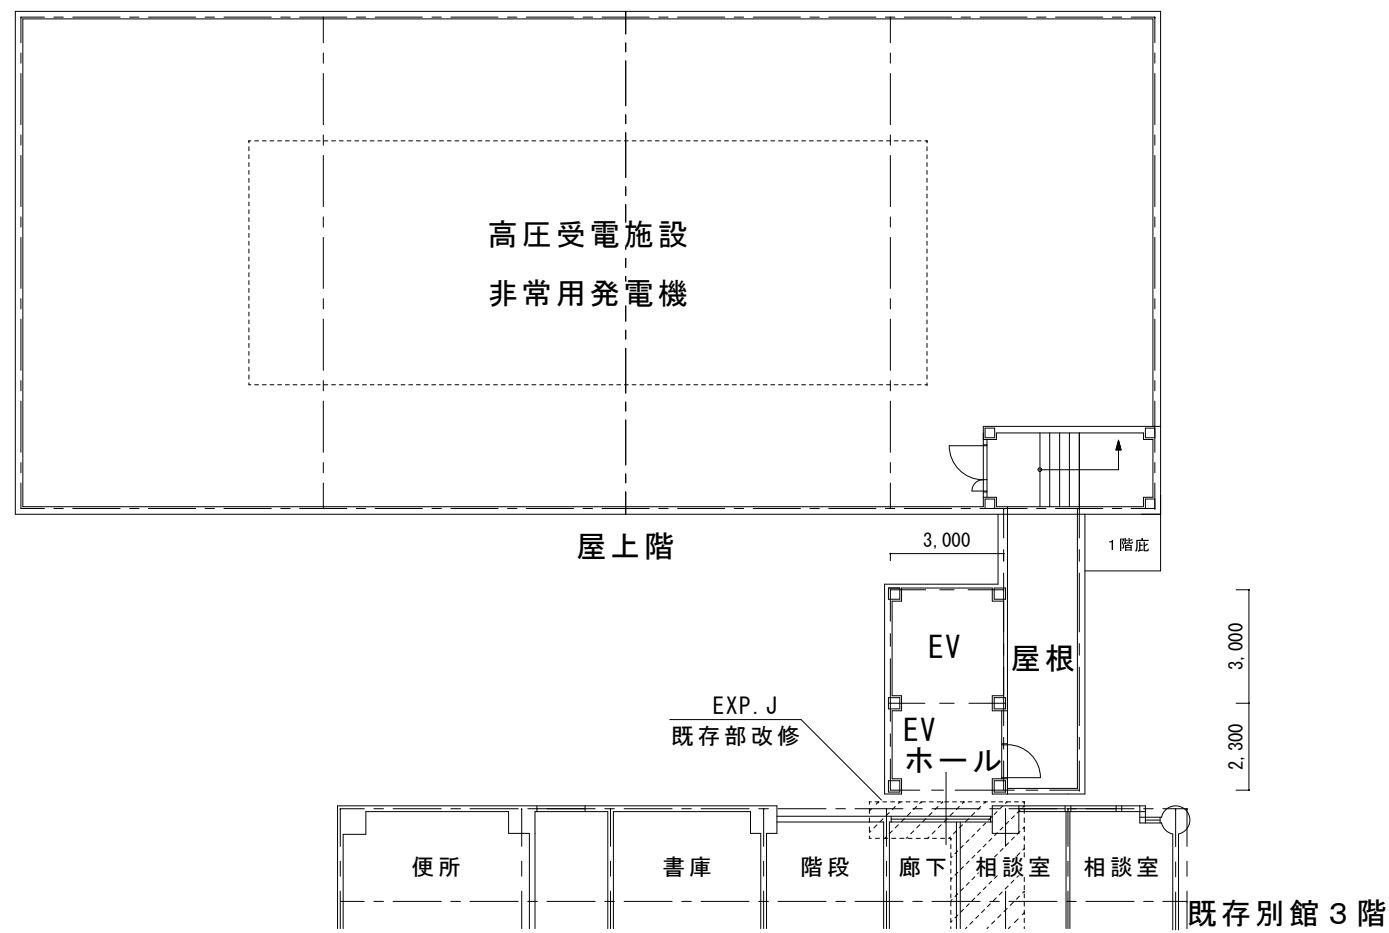 高圧受電施設
非常用発電機
屋上階
3,000
1階庇
EV
屋根
3,000
EXP.J
既存部改修
EV
ホール
2,300
便所
書庫
階段
廊下
相談室
相談室
既存別館3階